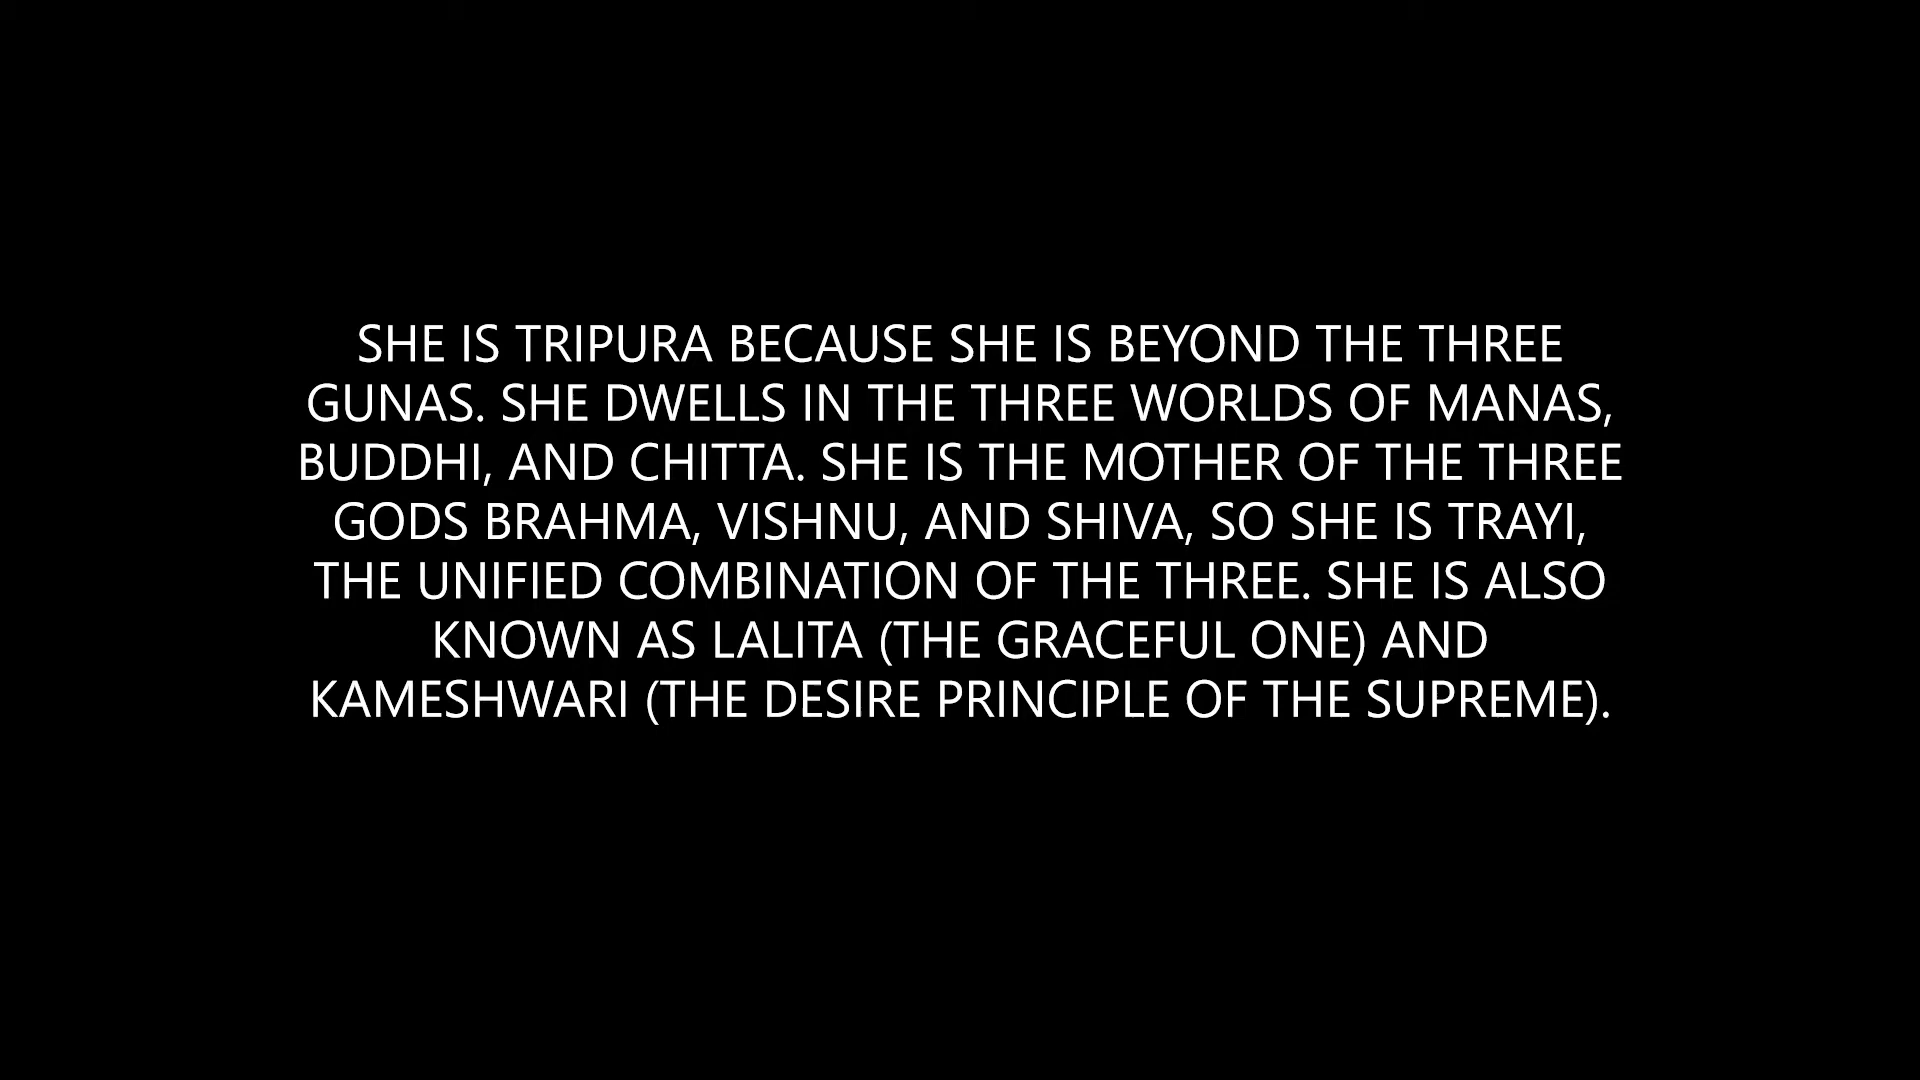 SHE IS TRIPURA BECAUSE SHE IS BEYOND THE THREE
GUNAS. SHE DWELLS IN THE THREE WORLDS OF MANAS,
BUDDHI, AND CHITTA. SHE IS THE MOTHER OF THE THREE
GODS BRAHMA, VISHNU, AND SHIVA, SO SHE IS TRAYI,
THE UNIFIED COMBINATION OF THE THREE. SHE IS ALSO
KNOWN AS LALITA (THE GRACEFUL ONE) AND
KAMESHWARI (THE DESIRE PRINCIPLE OF THE SUPREME).